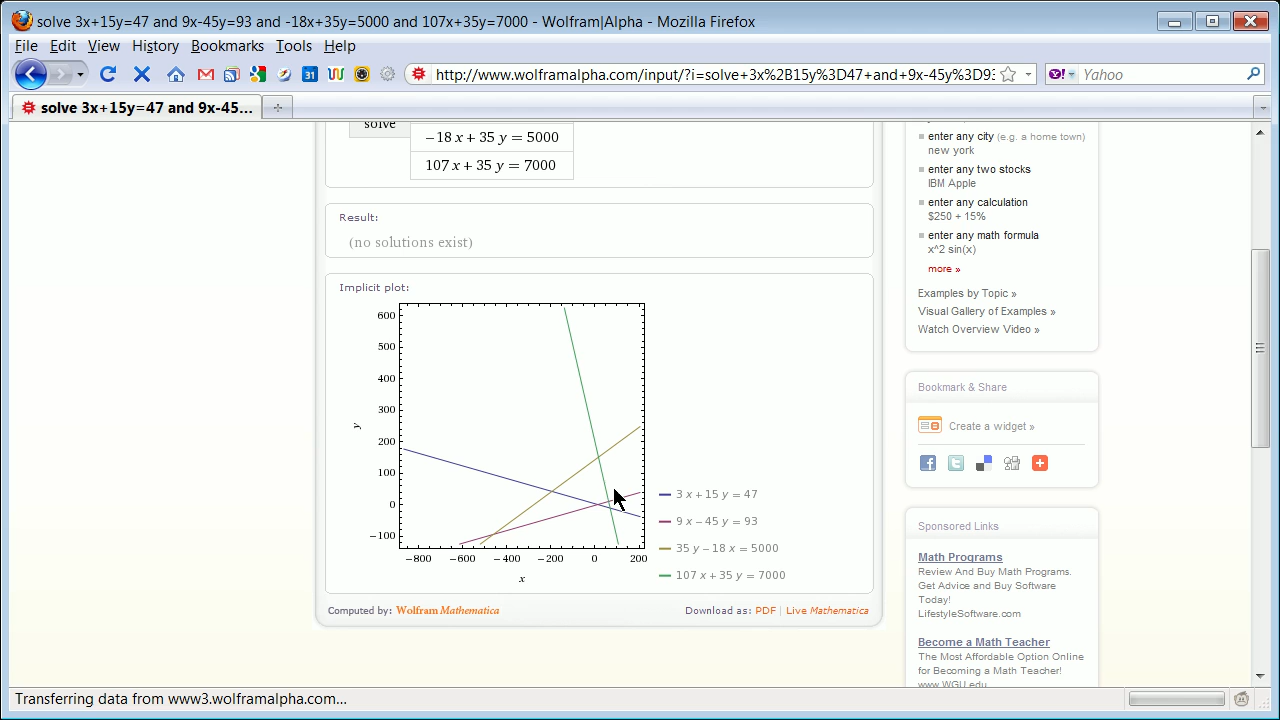 solve 3x+15y=47 and 9x-45y=93 and -18x+35y=5000 and 107x+35y=7000 - Wolfram|Alpha - Mozilla Firefox
File Edit View History Bookmarks Tools Help
31
http://www.wolframalpha.com/input/?i=solve+3x%2B15y%3D47+and+9x-45y%3D9
Yahoo
solve 3x+15y=47 and 9x-45...
solve
−18 x + 35 y = 5000
107 x + 35 y = 7000
Result:
(no solutions exist)
Implicit plot:
600
500
400
300
200
100
0
−100
y
−800 −600 −400 −200 0 200
x
3 x + 15 y = 47
9 x − 45 y = 93
35 y − 18 x = 5000
107 x + 35 y = 7000
Computed by: Wolfram Mathematica
Download as: PDF | Live Mathematica
enter any city (e.g. a home town)
new york
enter any two stocks
IBM Apple
enter any calculation
$250 + 15%
enter any math formula
x^2 sin(x)
more »
Examples by Topic »
Visual Gallery of Examples »
Watch Overview Video »
Bookmark & Share
Create a widget »
Sponsored Links
Math Programs
Review And Buy Math Programs.
Get Advice and Buy Software
Today!
LifestyleSoftware.com
Become a Math Teacher
The Most Affordable Option Online
for Becoming a Math Teacher!
www.WGU.edu
Transferring data from www3.wolframalpha.com...